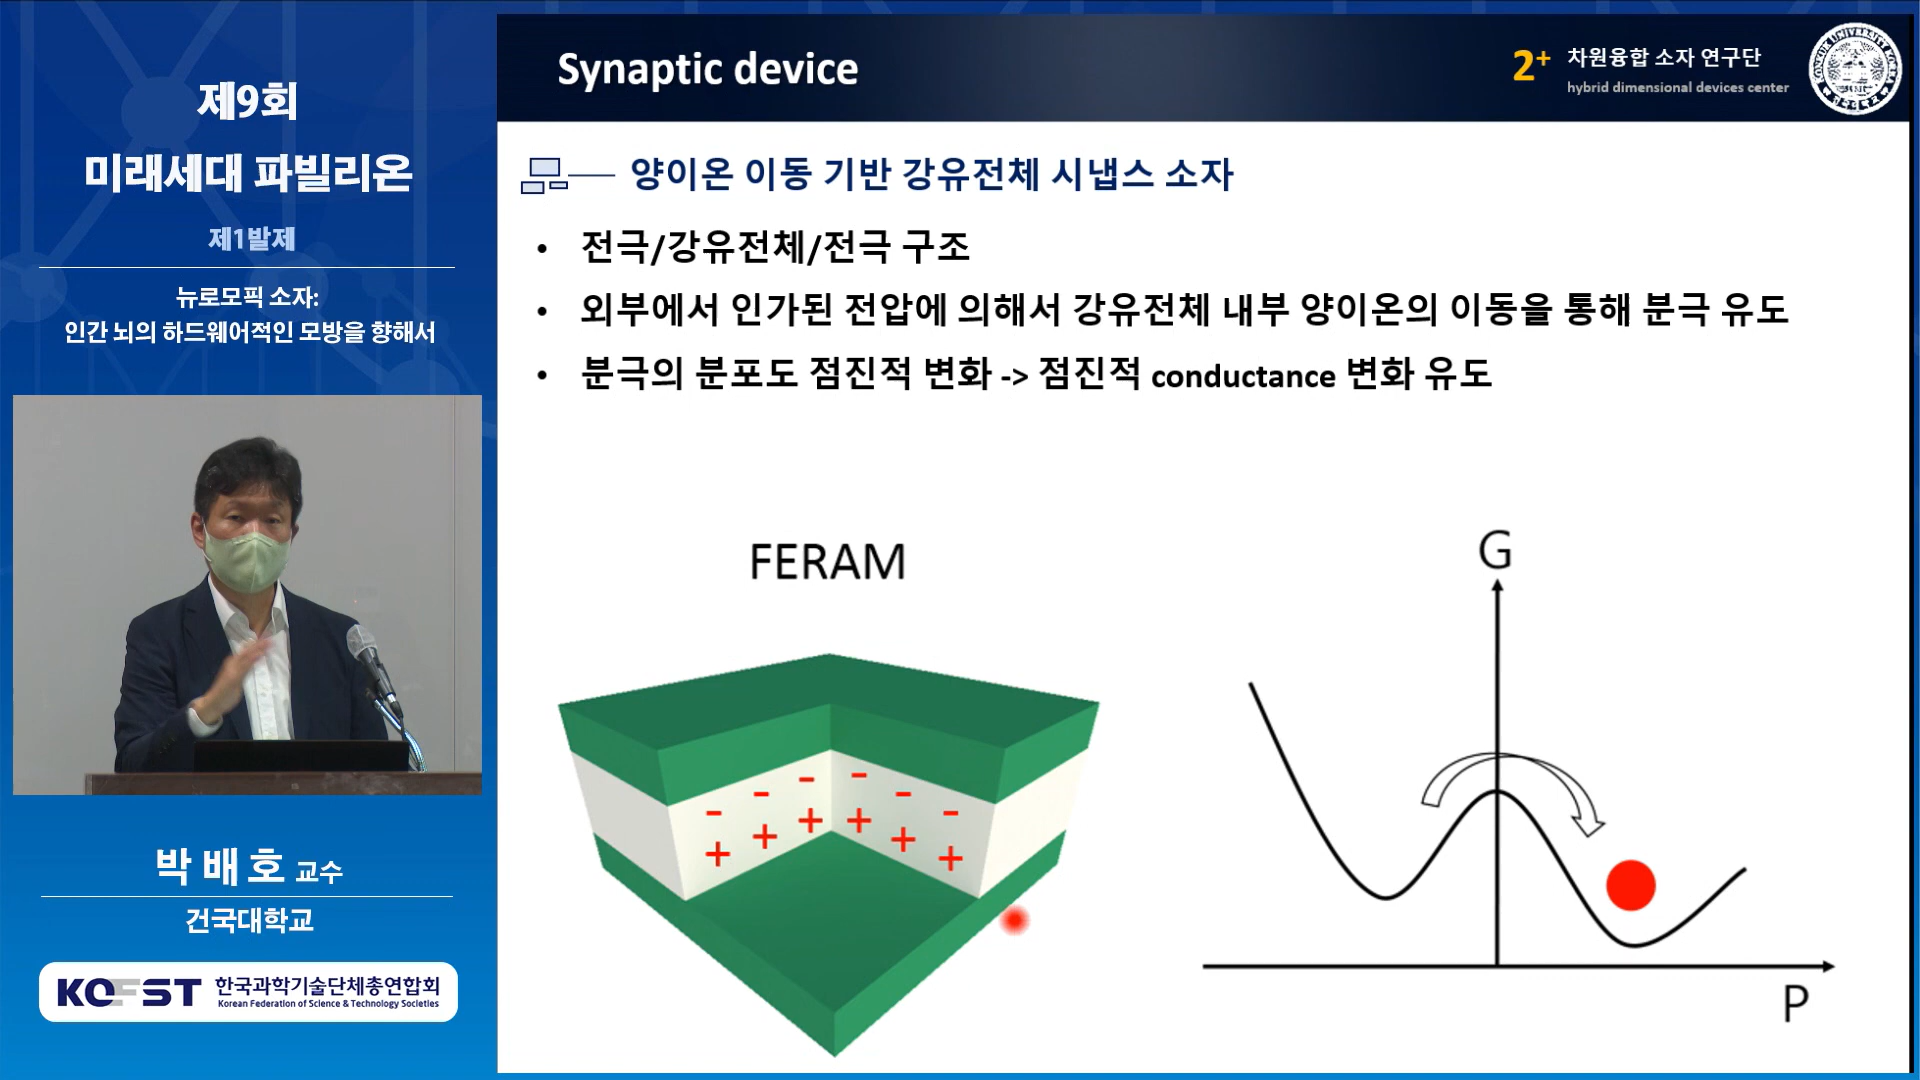 제9회
미래세대 파빌리온
제1발제
뉴로모픽 소자:
인간 뇌의 하드웨어적인 모방을 향해서
박 배 호 교수
건국대학교
KOFST 한국과학기술단체총연합회
Korean Federation of Science & Technology Societies
Synaptic device
2+ 차원융합 소자 연구단
hybrid dimensional devices center
양이온 이동 기반 강유전체 시냅스 소자
• 전극/강유전체/전극 구조
• 외부에서 인가된 전압에 의해서 강유전체 내부 양이온의 이동을 통해 분극 유도
• 분극의 분포도 점진적 변화 -> 점진적 conductance 변화 유도
FERAM
- - - - - -
+ + + + + +
G
P